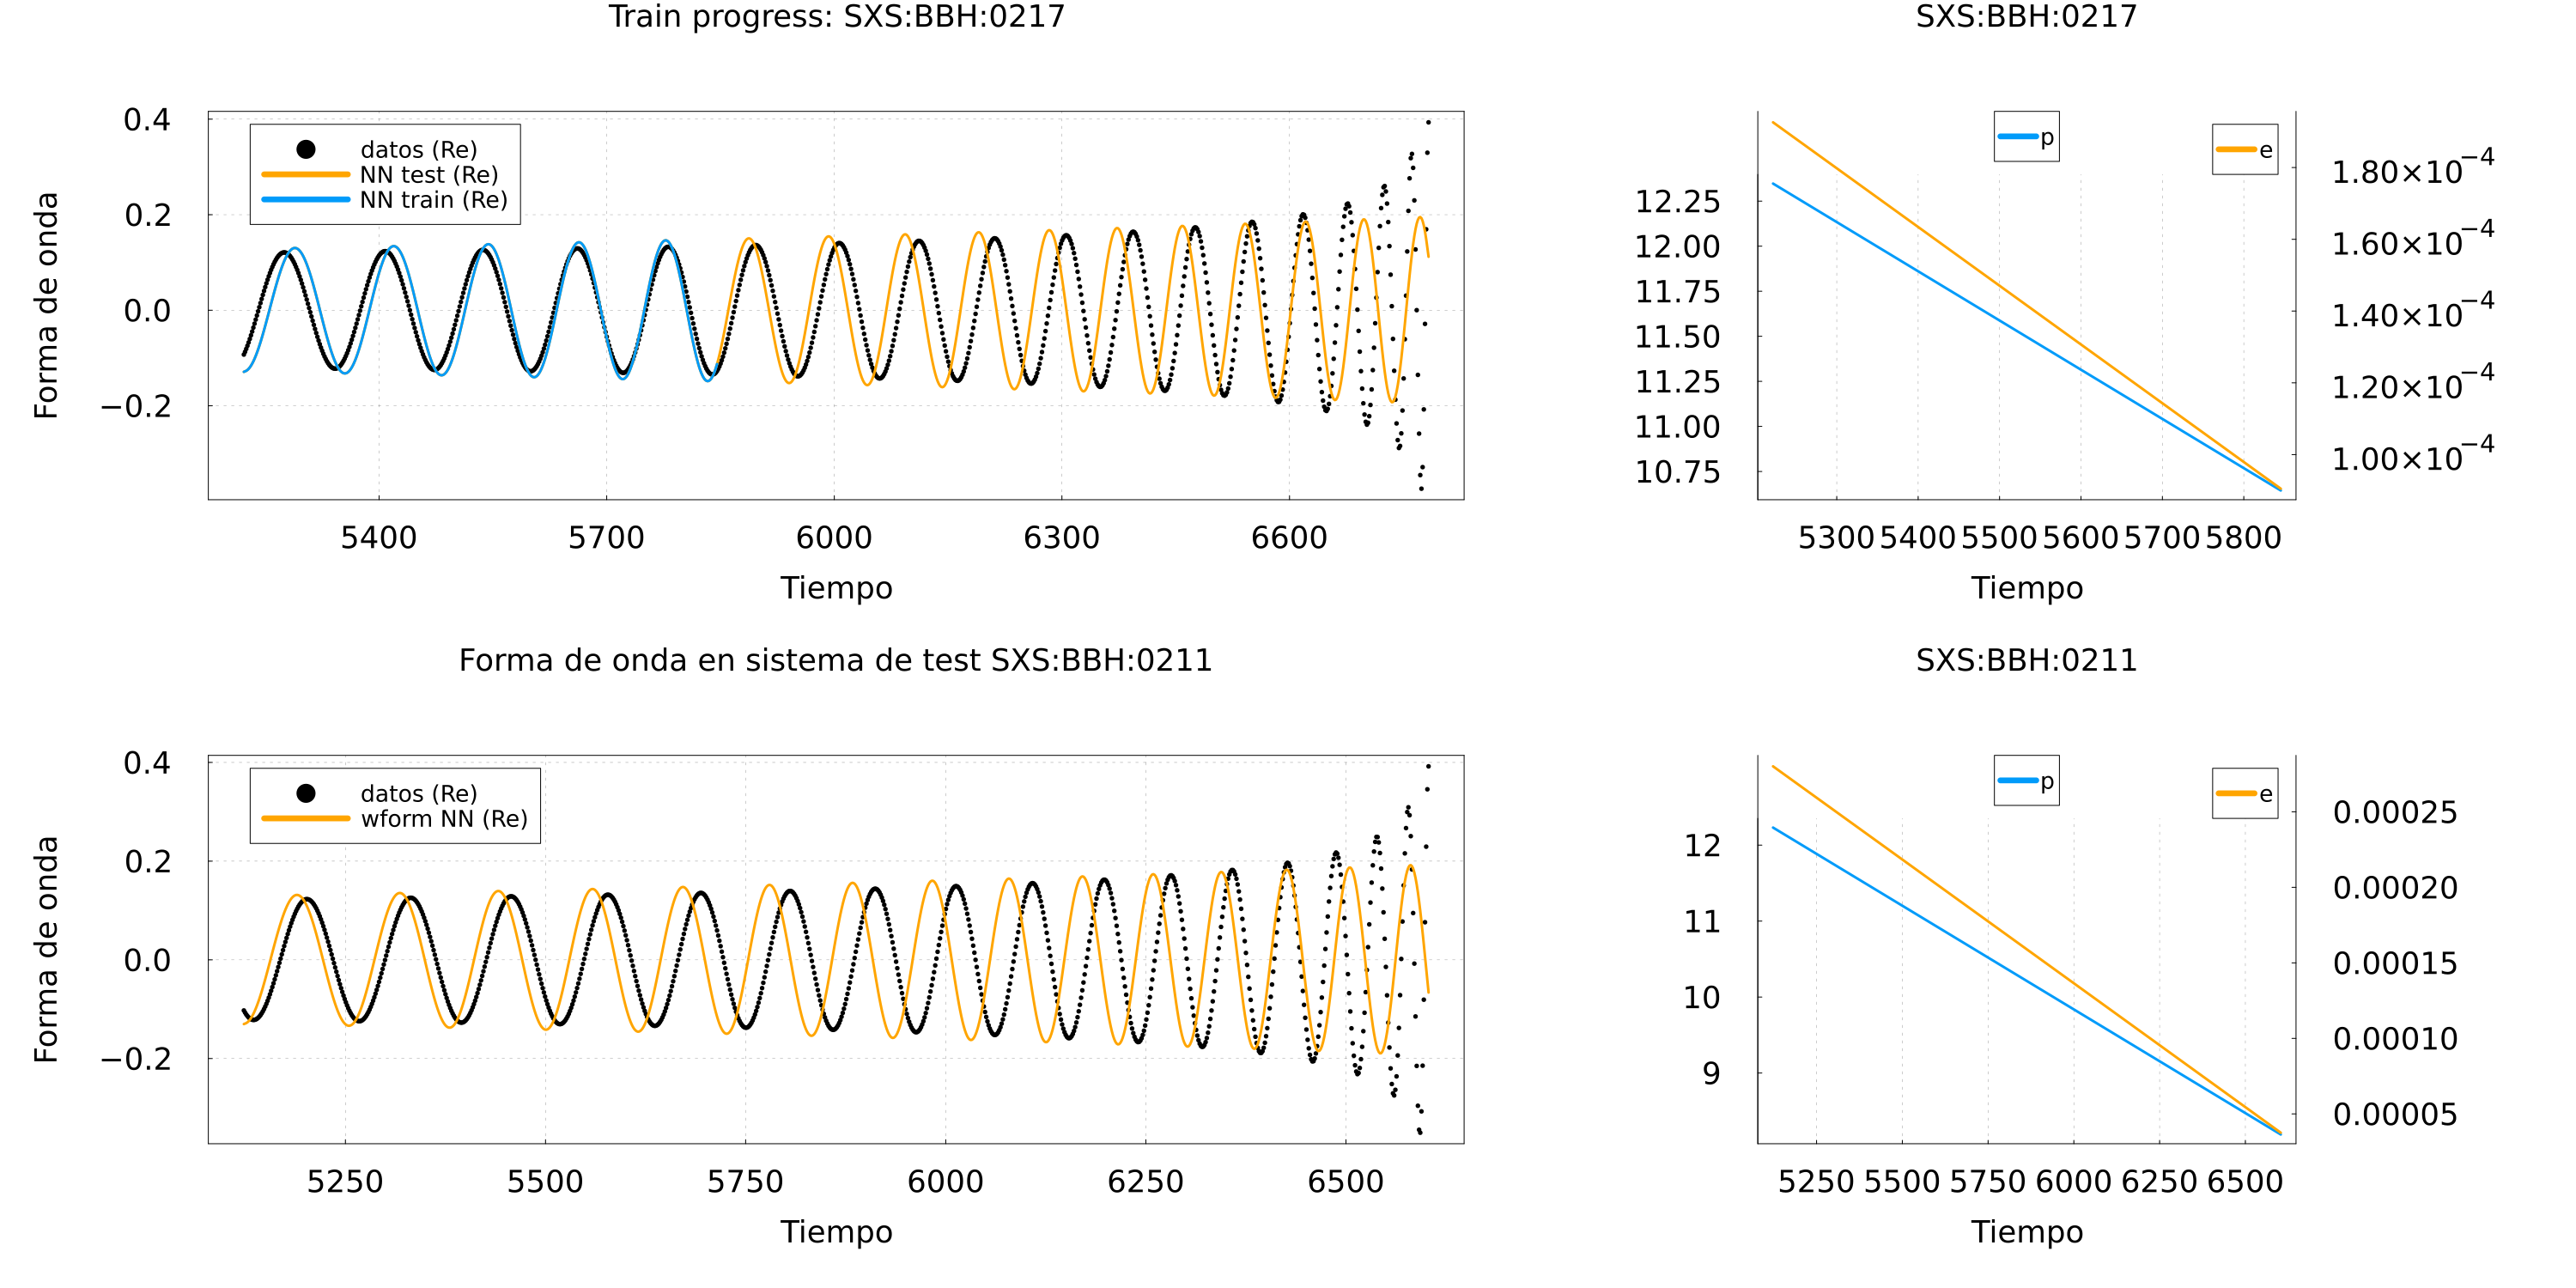 Train progress: SXS:BBH:0217
0.4
0.2
0.0
−0.2
Forma de onda
datos (Re)
NN test (Re)
NN train (Re)
5400 5700 6000 6300 6600
Tiempo
SXS:BBH:0217
12.25
12.00
11.75
11.50
11.25
11.00
10.75
p
e
1.80×10⁻⁴
1.60×10⁻⁴
1.40×10⁻⁴
1.20×10⁻⁴
1.00×10⁻⁴
5300 5400 5500 5600 5700 5800
Tiempo
Forma de onda en sistema de test SXS:BBH:0211
0.4
0.2
0.0
−0.2
Forma de onda
datos (Re)
wform NN (Re)
5250 5500 5750 6000 6250 6500
Tiempo
SXS:BBH:0211
12
11
10
9
p
e
0.00025
0.00020
0.00015
0.00010
0.00005
5250 5500 5750 6000 6250 6500
Tiempo